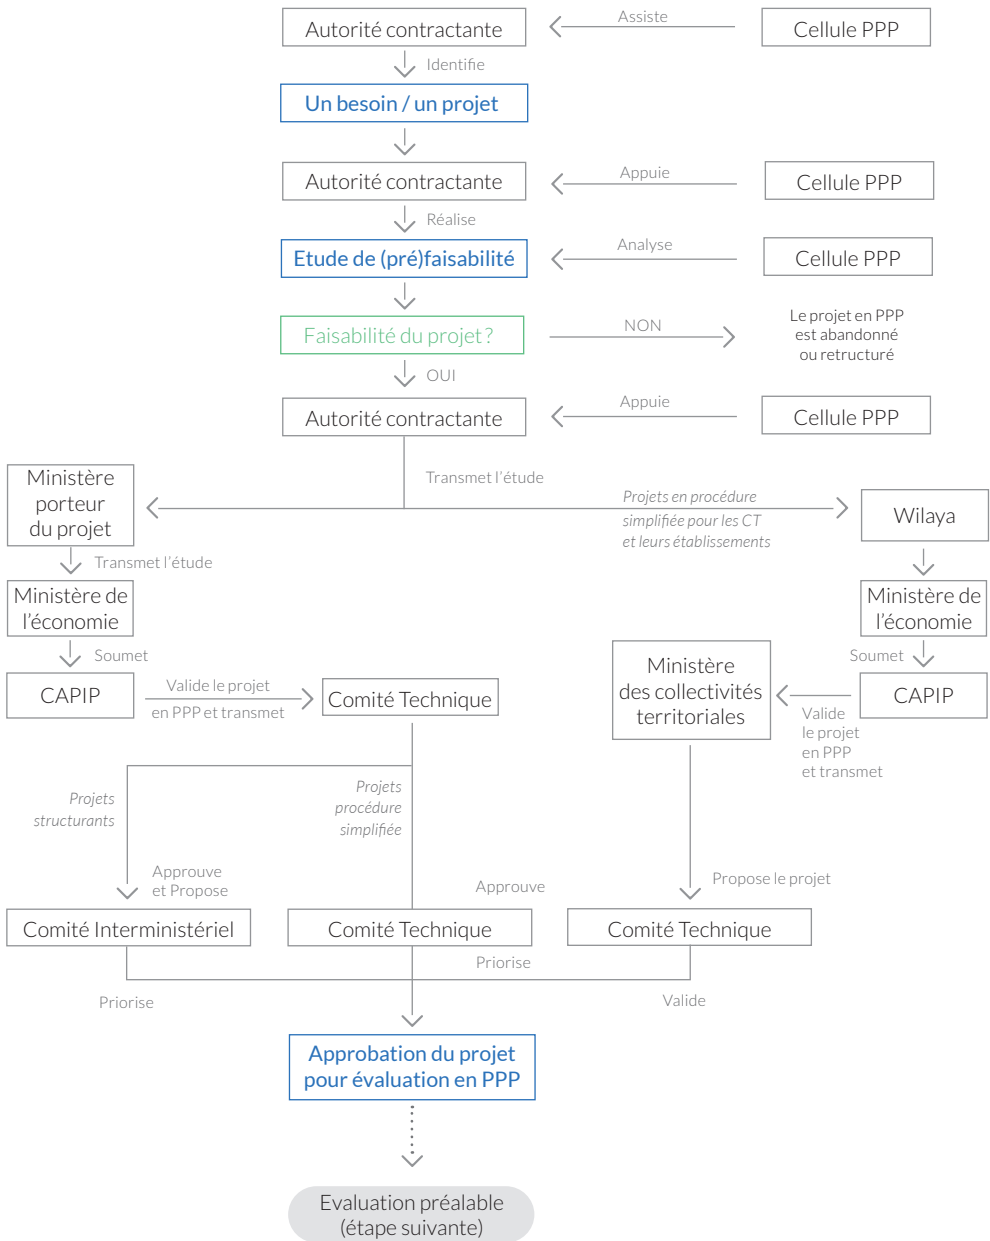 Autorité contractante
Assiste
Cellule PPP
Identifie
Un besoin / un projet
Autorité contractante
Appuie
Cellule PPP
Réalise
Etude de (pré)faisabilité
Analyse
Cellule PPP
Faisabilité du projet ?
NON
Le projet en PPP
est abandonné
ou retructuré
OUI
Autorité contractante
Appuie
Cellule PPP
Transmet l'étude
Ministère
porteur
du projet
Projets en procédure
simplifiée pour les CT
et leurs établissements
Wilaya
Transmet l'étude
Ministère de
l'économie
Ministère de
l'économie
Soumet
Soumet
CAPIP
Valide le projet
en PPP et transmet
Comité Technique
Ministère
des collectivités
territoriales
CAPIP
Valide
le projet
en PPP
et transmet
Projets
structurants
Projets
procédure
simplifiée
Approuve
et Propose
Approuve
Propose le projet
Comité Interministériel
Comité Technique
Comité Technique
Priorise
Priorise
Valide
Approbation du projet
pour évaluation en PPP
Evaluation préalable
(étape suivante)